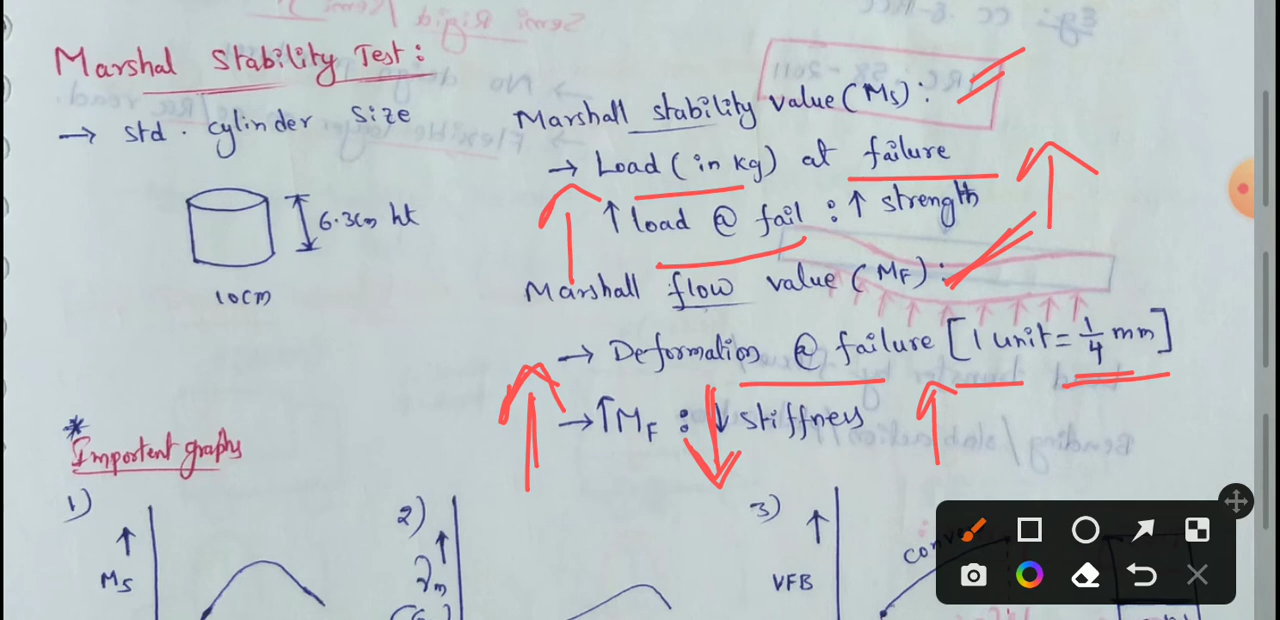 Marshal Stability Test :
→ Std. cylinder size
6.3cm ht
10cm
Marshall stability value (Ms) :
→ Load (in kg) at failure
↑ load @ fail : ↑ strength
Marshall flow value (MF) :
→ Deformation @ failure [1 unit = 1/4 mm]
→ ↑MF : ↓ stiffness
*
Importent graphs
1)
↑
Ms
2)
↑
3)
↑
VFB